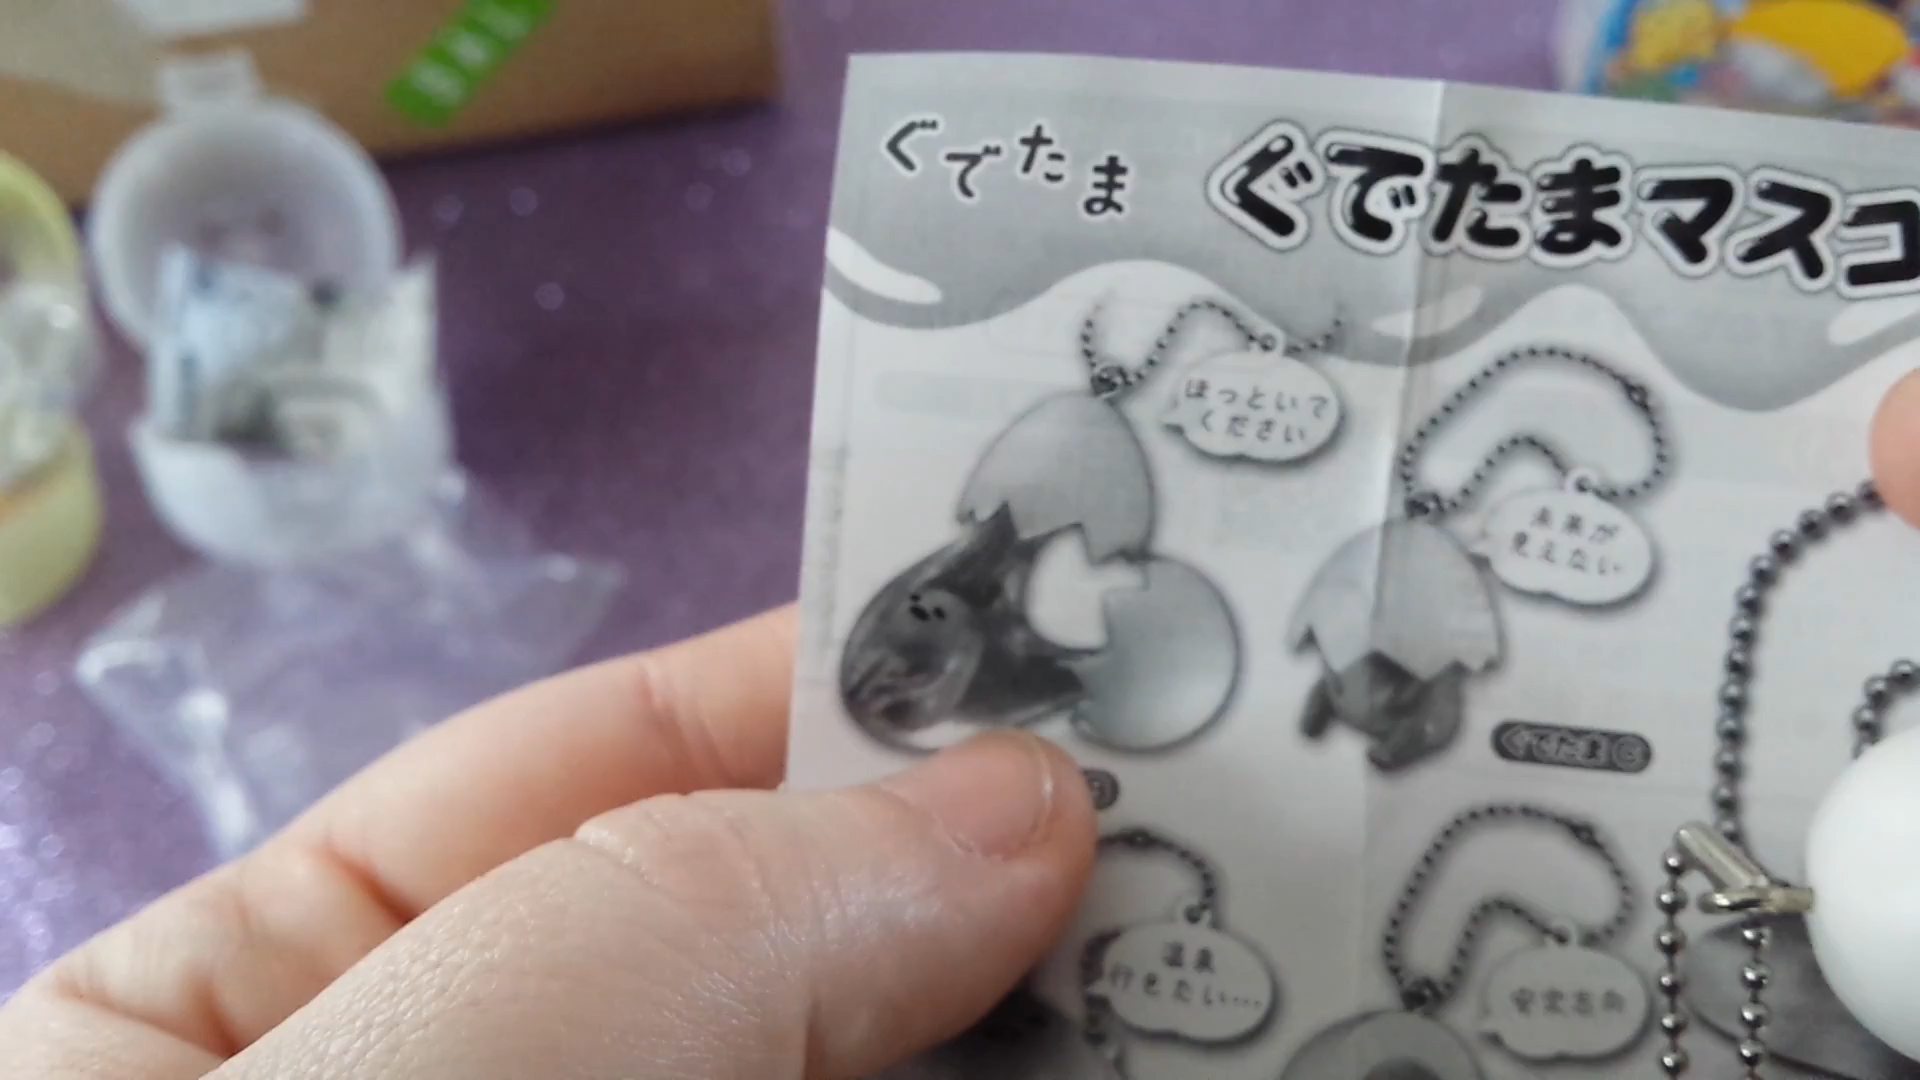 ぐでたま
ぐでたまマスコ
ほっといて
ください
未来が
見えない
ぐでたま
温泉
行きたい…
安定志向